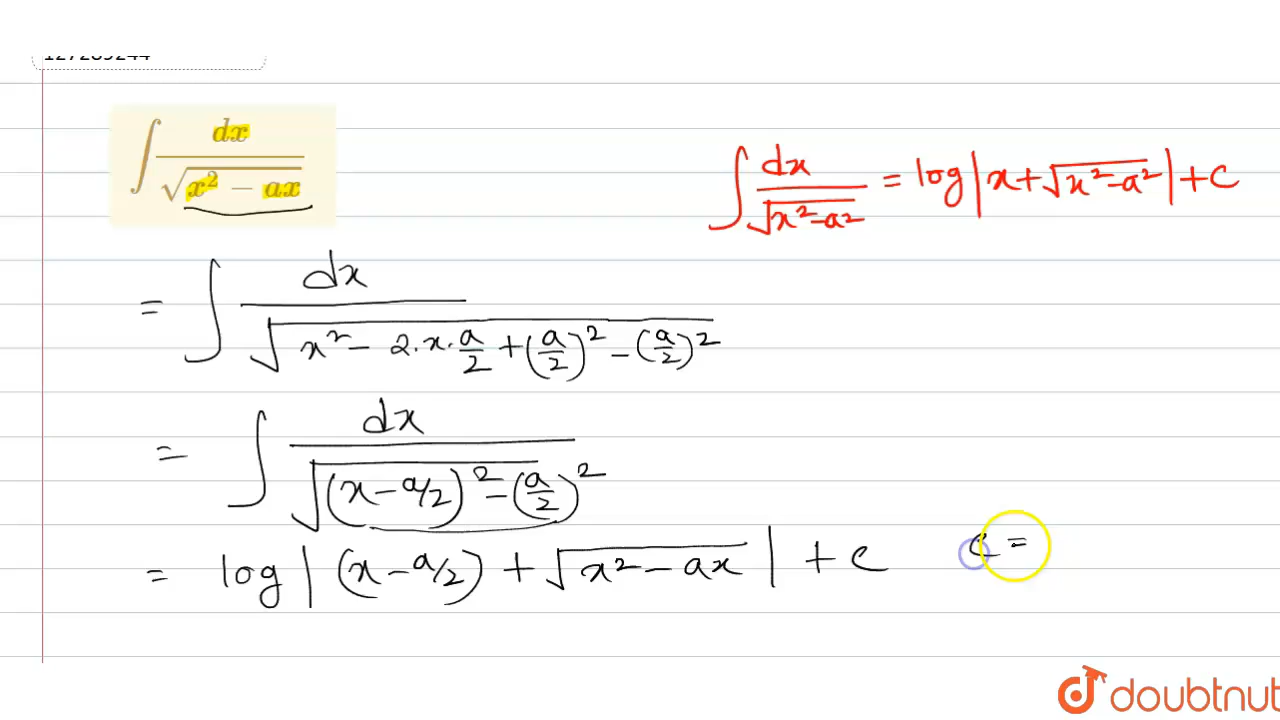 127289244
∫ dx / √(x² − ax)
∫ dx / √(x²−a²) = log|x+√(x²−a²)|+c
= ∫ dx / √(x² − 2·x·a/2 + (a/2)² − (a/2)²)
= ∫ dx / √((x−a/2)² − (a/2)²)
= log|(x−a/2) + √(x²−ax)| + c
c =
doubtnut